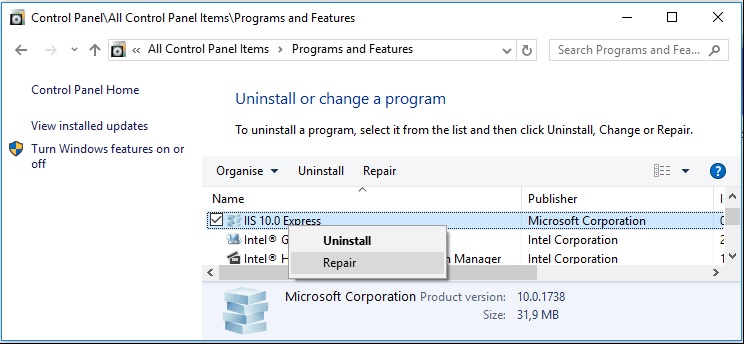 Control Panel\All Control Panel Items\Programs and Features
« All Control Panel Items > Programs and Features
Search Programs and Fea...
Control Panel Home
View installed updates
Turn Windows features on or
off
Uninstall or change a program
To uninstall a program, select it from the list and then click Uninstall, Change or Repair.
Organise Uninstall Repair
Name Publisher I
IIS 10.0 Express Microsoft Corporation
Intel® G Intel Corporation 2
Intel® H n Manager Intel Corporation 1
Uninstall
Repair
Microsoft Corporation Product version: 10.0.1738
Size: 31,9 MB